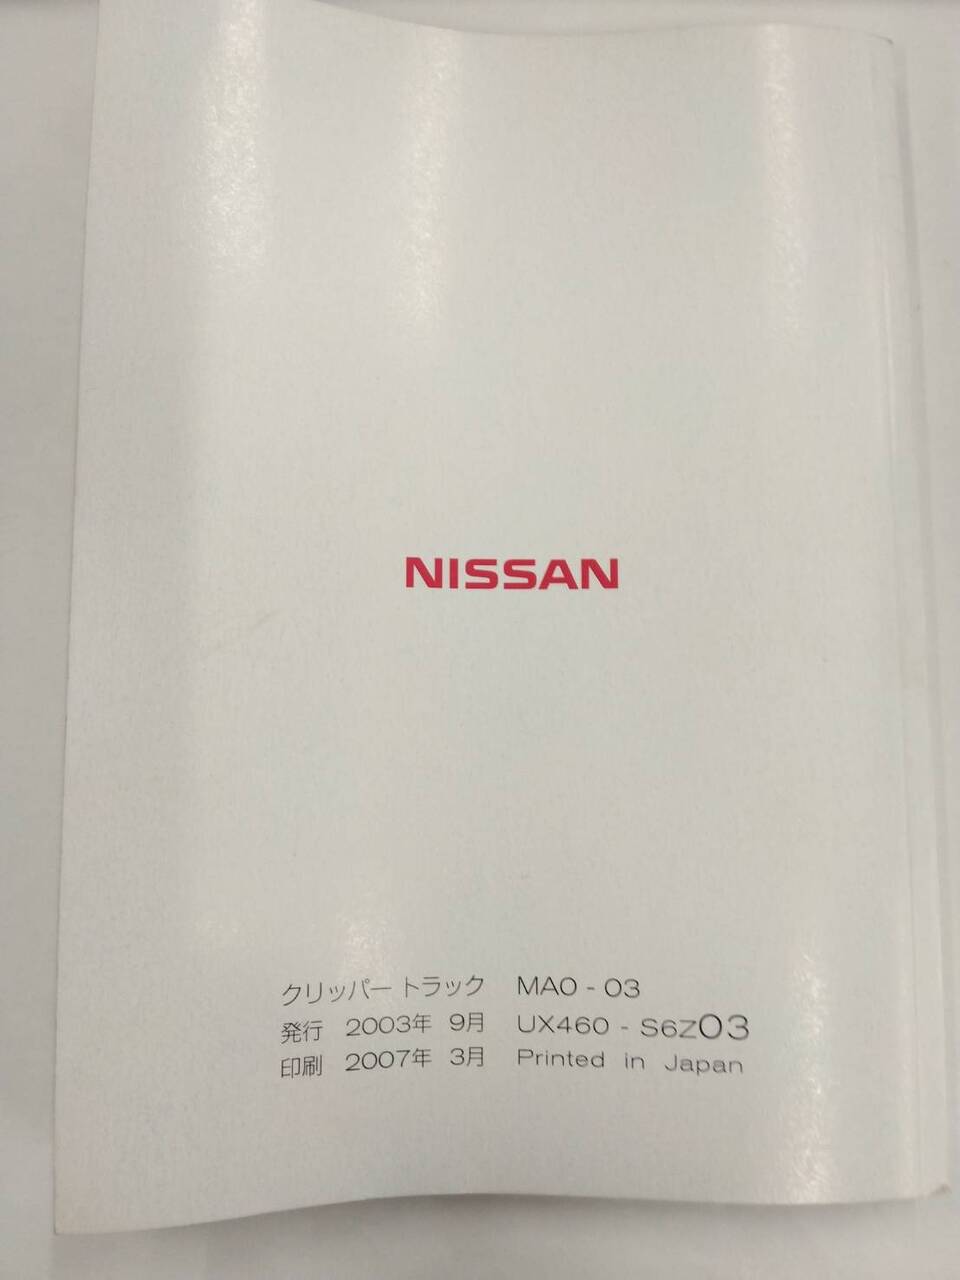 NISSAN
クリッパー トラック MA0 - 03
発行 2003年 9月 UX460 - S6Z03
印刷 2007年 3月 Printed in Japan